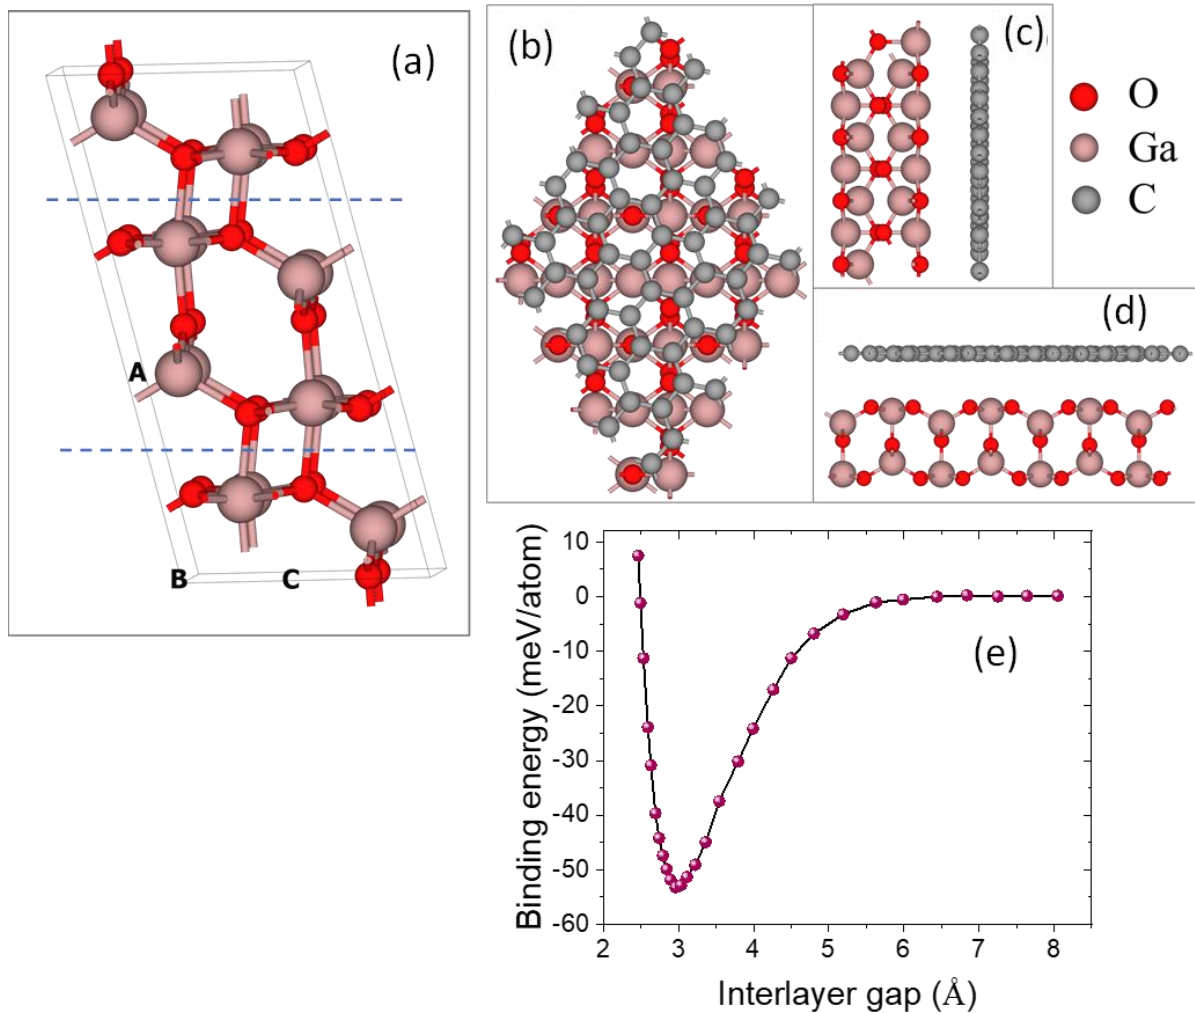 (a)
A
B
C
(b)
(c)
O
Ga
C
(d)
(e)
Binding energy (meV/atom)
10
0
-10
-20
-30
-40
-50
-60
2 3 4 5 6 7 8
Interlayer gap (Å)